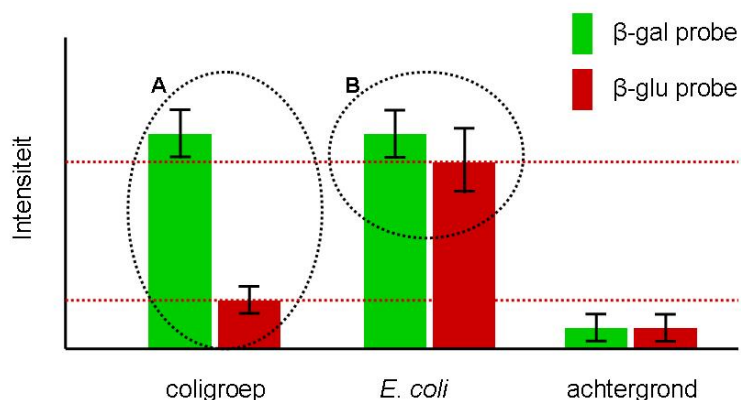 β-gal probe
β-glu probe
A
B
Intensiteit
coligroep
E. coli
achtergrond